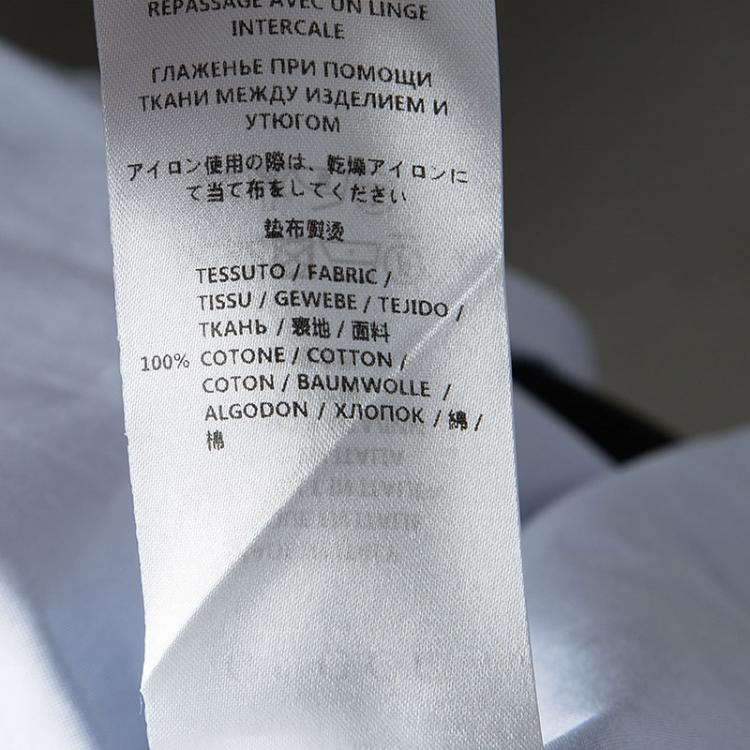 REPASSAGE AVEC UN LINGE
INTERCALE
ГЛАЖЕНЬЕ ПРИ ПОМОЩИ
ТКАНИ МЕЖДУ ИЗДЕЛИЕМ И
УТЮГОМ
アイロン使用の際は、乾燥アイロンに
て当て布をしてください
垫布熨烫
TESSUTO / FABRIC /
TISSU / GEWEBE / TEJIDO /
ТКАНЬ / 表地 / 面料
100% COTONE / COTTON /
COTON / BAUMWOLLE /
ALGODON / ХЛОПОК / 綿 /
棉